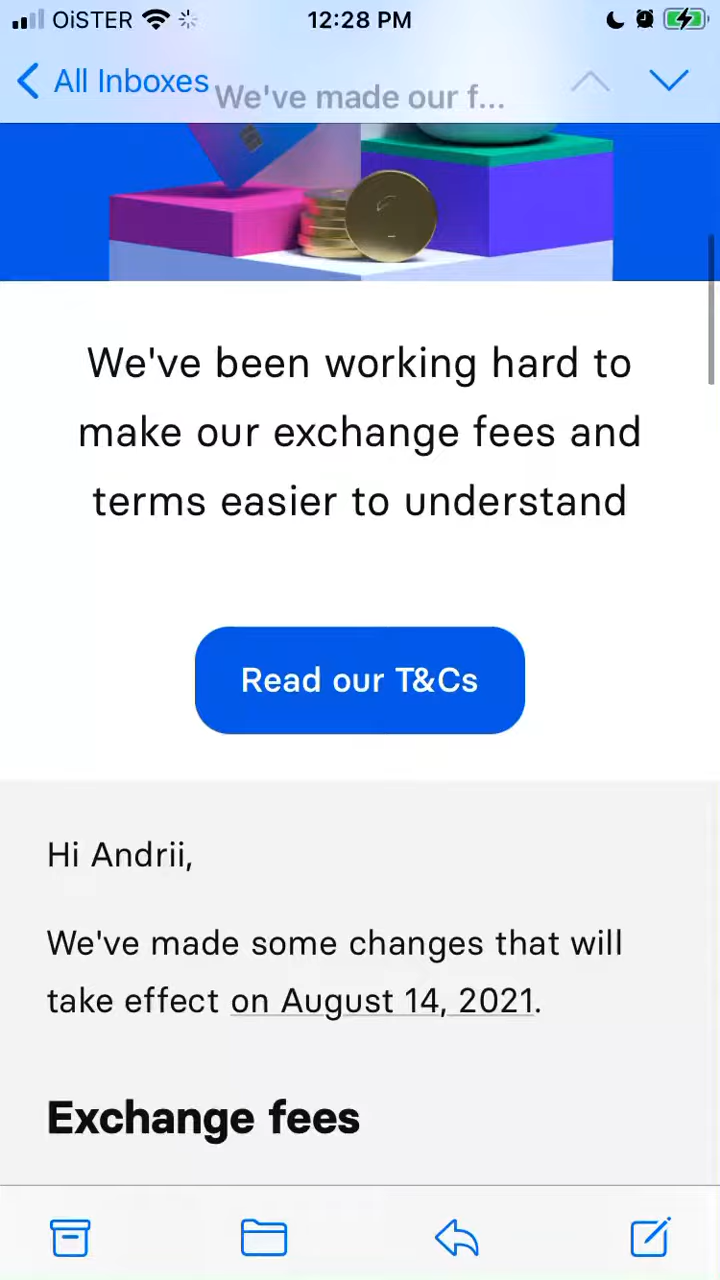 OiSTER 12:28 PM
All Inboxes We've made our f...
We've been working hard to
make our exchange fees and
terms easier to understand
Read our T&Cs
Hi Andrii,
We've made some changes that will
take effect on August 14, 2021.
Exchange fees